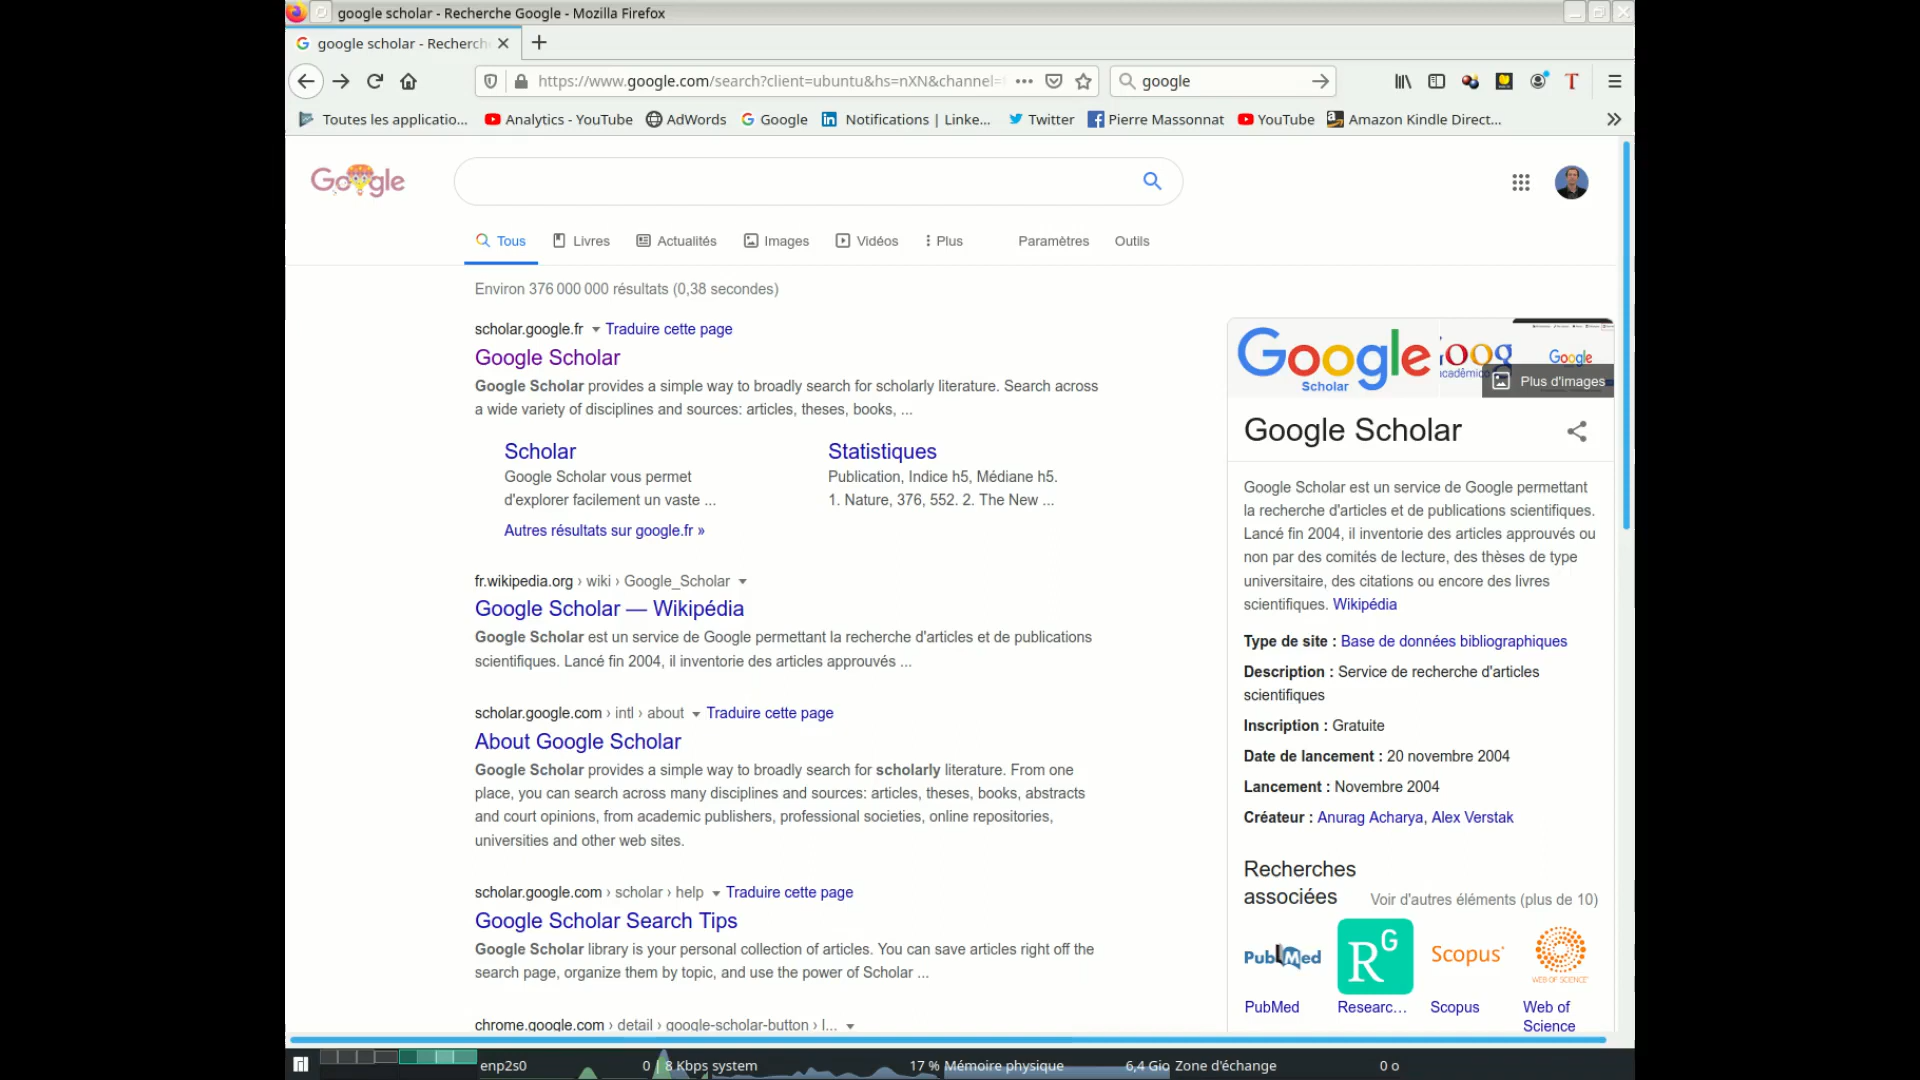 google scholar - Recherche Google - Mozilla Firefox
google scholar - Recherch
https://www.google.com/search?client=ubuntu&hs=nXN&channel=
google
Toutes les applicatio...
Analytics - YouTube
AdWords
Google
Notifications | Linke...
Twitter
Pierre Massonnat
YouTube
Amazon Kindle Direct...
Google
Tous
Livres
Actualités
Images
Vidéos
Plus
Paramètres
Outils
Environ 376 000 000 résultats (0,38 secondes)
scholar.google.fr Traduire cette page
Google Scholar
Google Scholar provides a simple way to broadly search for scholarly literature. Search across
a wide variety of disciplines and sources: articles, theses, books, ...
Scholar
Google Scholar vous permet
d'explorer facilement un vaste ...
Statistiques
Publication, Indice h5, Médiane h5.
1. Nature, 376, 552. 2. The New ...
Autres résultats sur google.fr »
fr.wikipedia.org › wiki › Google_Scholar
Google Scholar — Wikipédia
Google Scholar est un service de Google permettant la recherche d'articles et de publications
scientifiques. Lancé fin 2004, il inventorie des articles approuvés ...
scholar.google.com › intl › about Traduire cette page
About Google Scholar
Google Scholar provides a simple way to broadly search for scholarly literature. From one
place, you can search across many disciplines and sources: articles, theses, books, abstracts
and court opinions, from academic publishers, professional societies, online repositories,
universities and other web sites.
scholar.google.com › scholar › help Traduire cette page
Google Scholar Search Tips
Google Scholar library is your personal collection of articles. You can save articles right off the
search page, organize them by topic, and use the power of Scholar ...
chrome.google.com › detail › google-scholar-button › l...
Google
Scholar
oog
acadêmico
Google
Plus d'images
Google Scholar
Google Scholar est un service de Google permettant
la recherche d'articles et de publications scientifiques.
Lancé fin 2004, il inventorie des articles approuvés ou
non par des comités de lecture, des thèses de type
universitaire, des citations ou encore des livres
scientifiques. Wikipédia
Type de site : Base de données bibliographiques
Description : Service de recherche d'articles
scientifiques
Inscription : Gratuite
Date de lancement : 20 novembre 2004
Lancement : Novembre 2004
Créateur : Anurag Acharya, Alex Verstak
Recherches
associées
Voir d'autres éléments (plus de 10)
PubMed
RG
Scopus
WEB OF SCIENCE
PubMed
Researc...
Scopus
Web of
Science
enp2s0
0 | 8 Kbps system
17 % Mémoire physique
6,4 Gio Zone d'échange
0 o